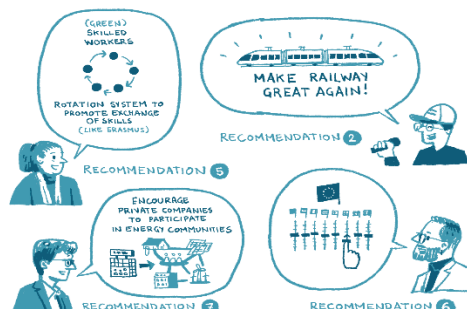 (GREEN)
SKILLED
WORKERS
ROTATION SYSTEM TO
PROMOTE EXCHANGE
OF SKILLS
(LIKE ERASMUS)
RECOMMENDATION 5
MAKE RAILWAY
GREAT AGAIN!
RECOMMENDATION 2
ENCOURAGE
PRIVATE COMPANIES
TO PARTICIPATE
IN ENERGY COMMUNITIES
RECOMMENDATION 7
RECOMMENDATION 6